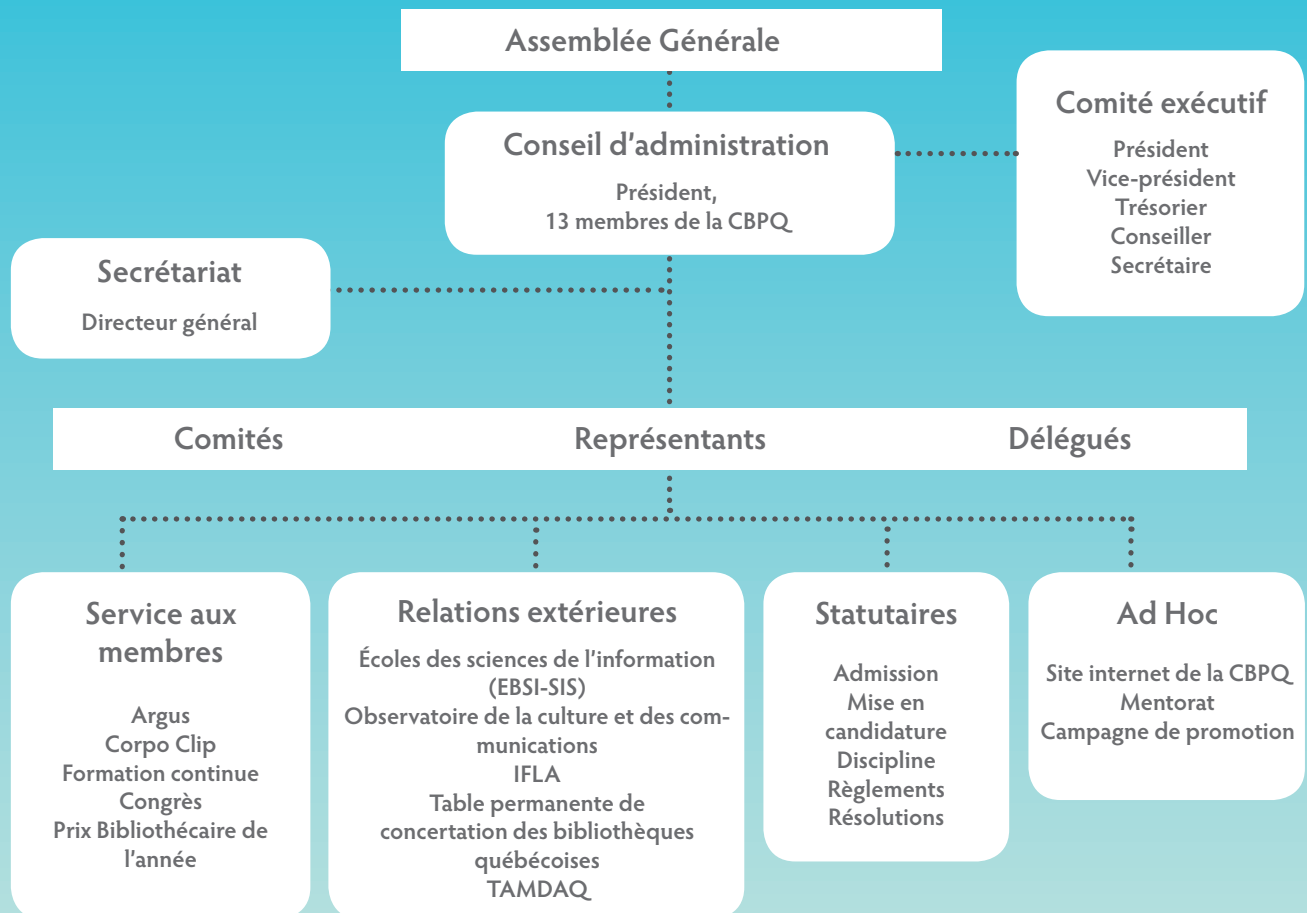 Assemblée Générale
Conseil d'administration
Président,
13 membres de la CBPQ
Comité exécutif
Président
Vice-président
Trésorier
Conseiller
Secrétaire
Secrétariat
Directeur général
Comités Représentants Délégués
Service aux
membres
Argus
Corpo Clip
Formation continue
Congrès
Prix Bibliothécaire de
l'année
Relations extérieures
Écoles des sciences de l'information
(EBSI-SIS)
Observatoire de la culture et des com-
munications
IFLA
Table permanente de
concertation des bibliothèques
québécoises
TAMDAQ
Statutaires
Admission
Mise en
candidature
Discipline
Règlements
Résolutions
Ad Hoc
Site internet de la CBPQ
Mentorat
Campagne de promotion